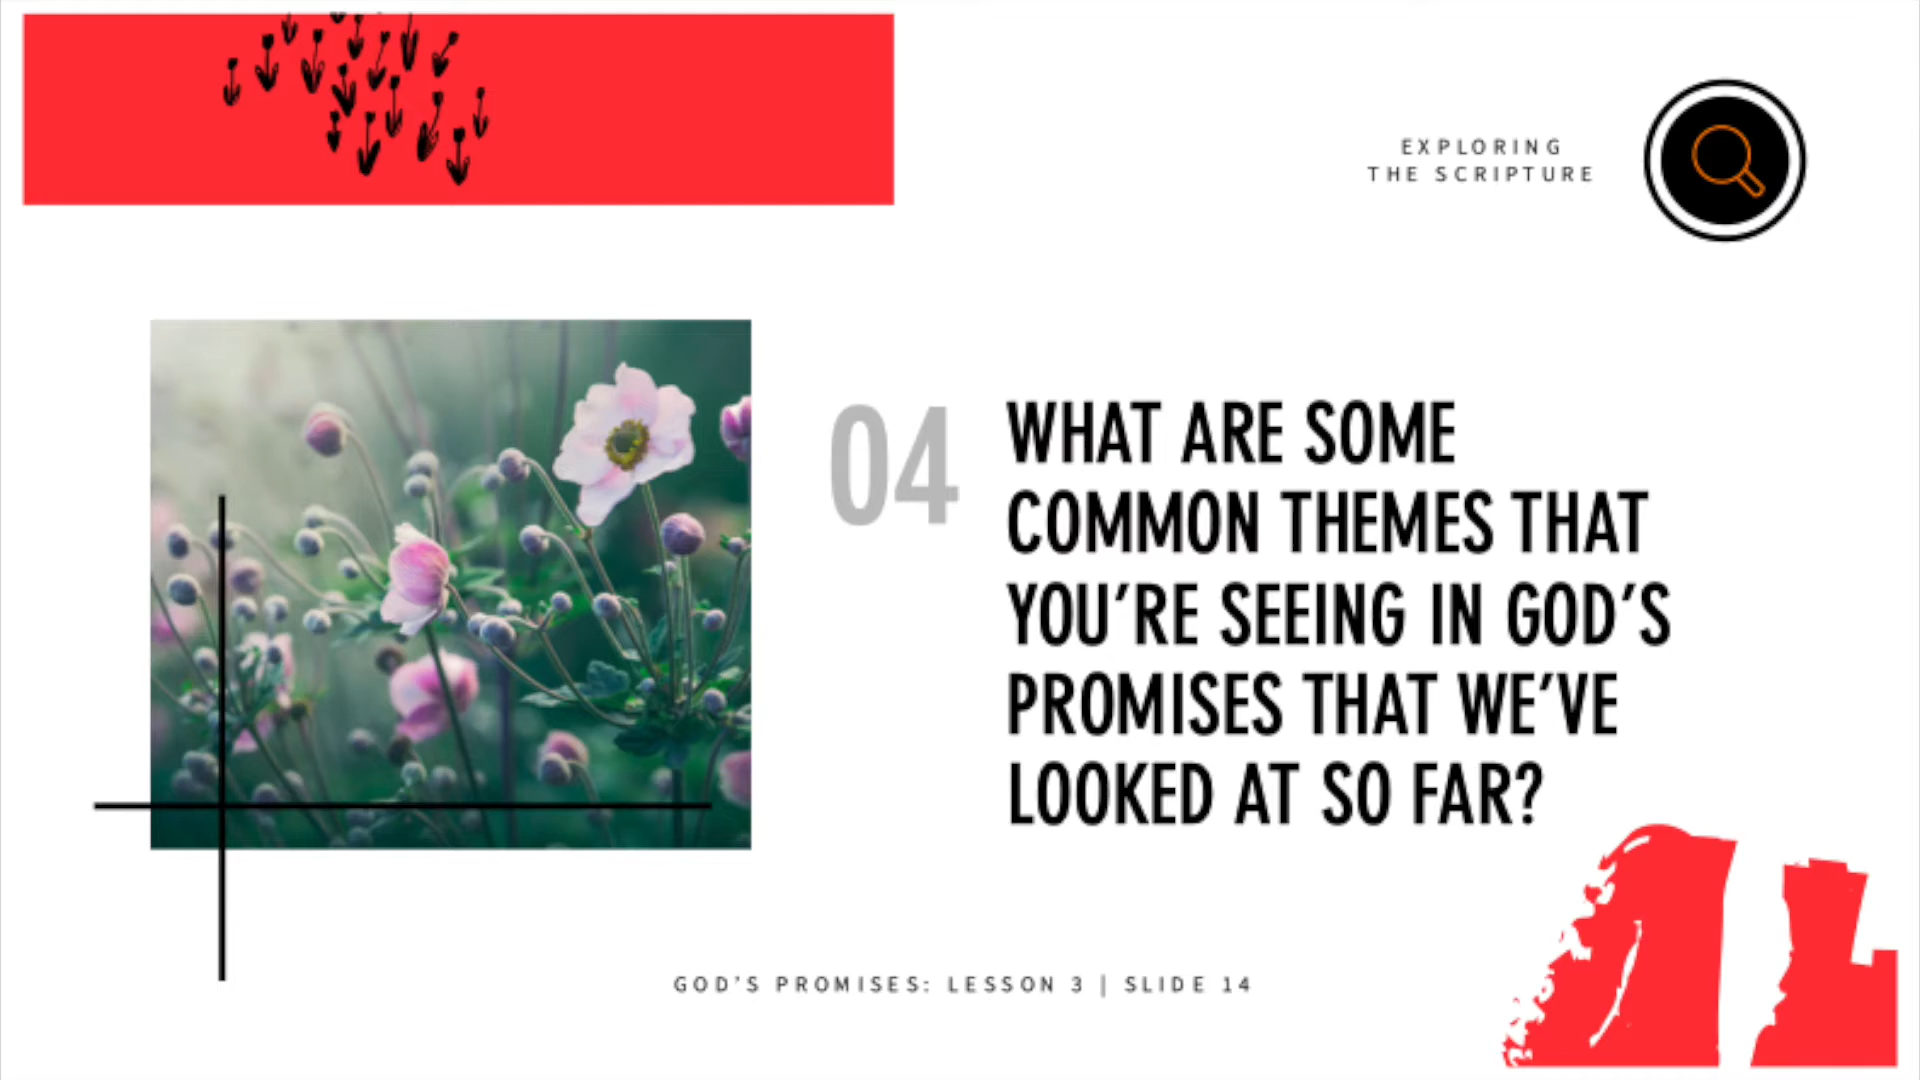 EXPLORING
THE SCRIPTURE
04
WHAT ARE SOME
COMMON THEMES THAT
YOU’RE SEEING IN GOD’S
PROMISES THAT WE’VE
LOOKED AT SO FAR?
GOD’S PROMISES: LESSON 3 | SLIDE 14